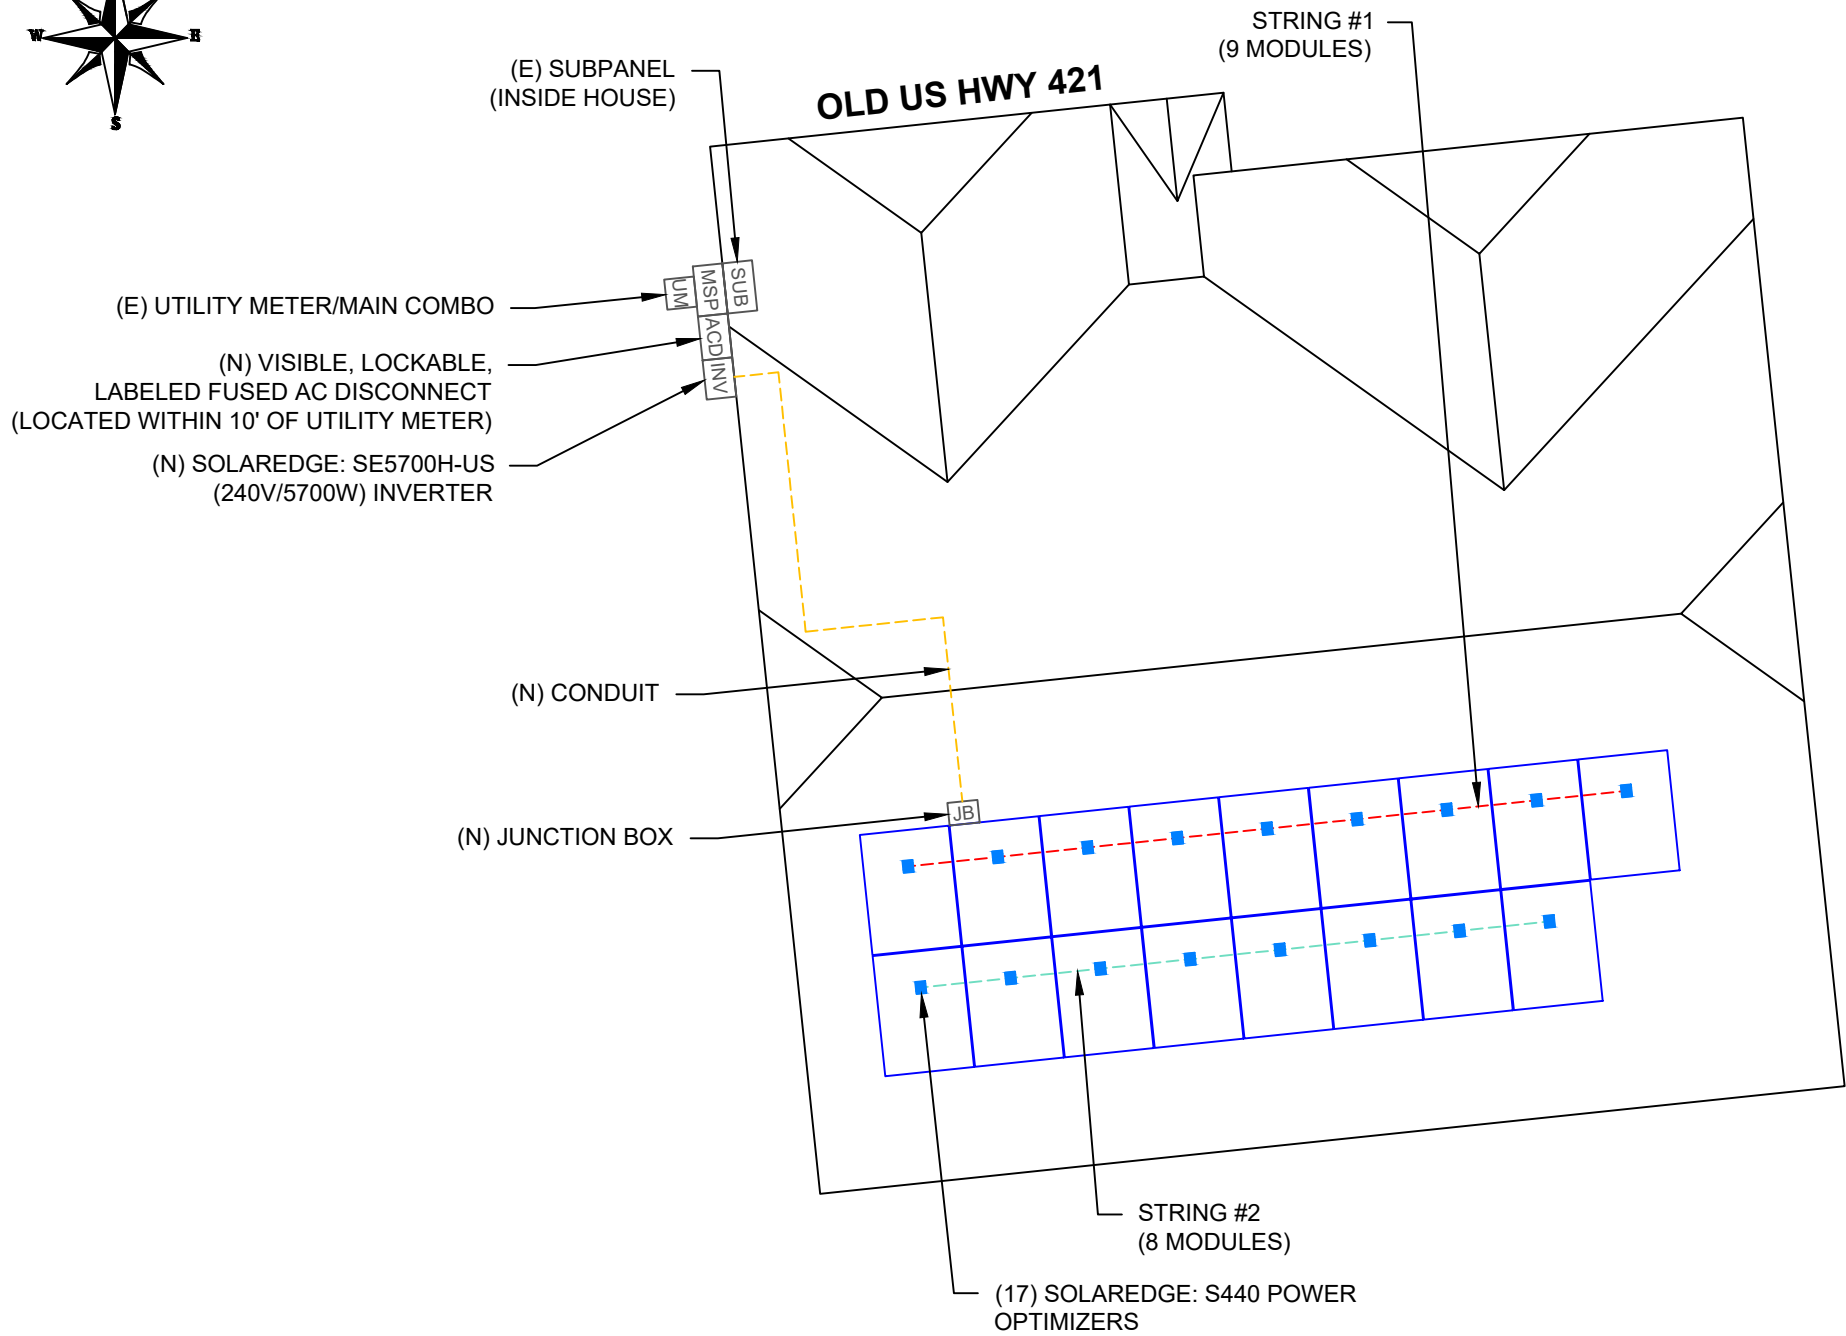 W
E
S
STRING #1
(9 MODULES)
(E) SUBPANEL
(INSIDE HOUSE)
OLD US HWY 421
SUB
MSP
UM
ACD
INV
(E) UTILITY METER/MAIN COMBO
(N) VISIBLE, LOCKABLE,
LABELED FUSED AC DISCONNECT
(LOCATED WITHIN 10' OF UTILITY METER)
(N) SOLAREDGE: SE5700H-US
(240V/5700W) INVERTER
(N) CONDUIT
JB
(N) JUNCTION BOX
STRING #2
(8 MODULES)
(17) SOLAREDGE: S440 POWER
OPTIMIZERS